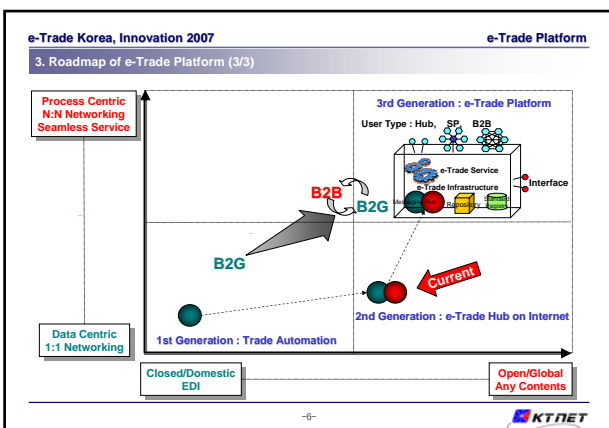 e-Trade Korea, Innovation 2007
e-Trade Platform
3. Roadmap of e-Trade Platform (3/3)
Process Centric
N:N Networking
Seamless Service
3rd Generation : e-Trade Platform
User Type : Hub, SP, B2B
e-Trade Service
e-Trade Infrastructure
Repository
Interface
B2B
B2G
B2G
Current
2nd Generation : e-Trade Hub on Internet
1st Generation : Trade Automation
Data Centric
1:1 Networking
Closed/Domestic
EDI
Open/Global
Any Contents
-6-
KTNET